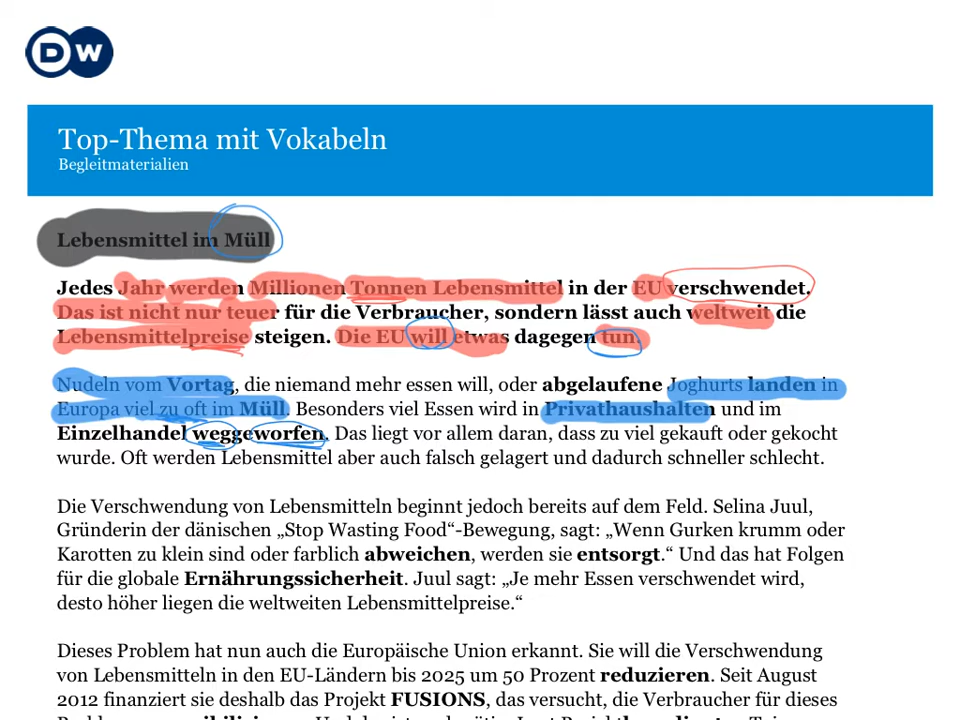 DW
Top-Thema mit Vokabeln
Begleitmaterialien
Lebensmittel im Müll
Jedes Jahr werden Millionen Tonnen Lebensmittel in der EU verschwendet.
Das ist nicht nur teuer für die Verbraucher, sondern lässt auch weltweit die
Lebensmittelpreise steigen. Die EU will etwas dagegen tun.
Nudeln vom Vortag, die niemand mehr essen will, oder abgelaufene Joghurts landen in
Europa viel zu oft im Müll. Besonders viel Essen wird in Privathaushalten und im
Einzelhandel weggeworfen. Das liegt vor allem daran, dass zu viel gekauft oder gekocht
wurde. Oft werden Lebensmittel aber auch falsch gelagert und dadurch schneller schlecht.
Die Verschwendung von Lebensmitteln beginnt jedoch bereits auf dem Feld. Selina Juul,
Gründerin der dänischen „Stop Wasting Food“-Bewegung, sagt: „Wenn Gurken krumm oder
Karotten zu klein sind oder farblich abweichen, werden sie entsorgt.“ Und das hat Folgen
für die globale Ernährungssicherheit. Juul sagt: „Je mehr Essen verschwendet wird,
desto höher liegen die weltweiten Lebensmittelpreise.“
Dieses Problem hat nun auch die Europäische Union erkannt. Sie will die Verschwendung
von Lebensmitteln in den EU-Ländern bis 2025 um 50 Prozent reduzieren. Seit August
2012 finanziert sie deshalb das Projekt FUSIONS, das versucht, die Verbraucher für dieses